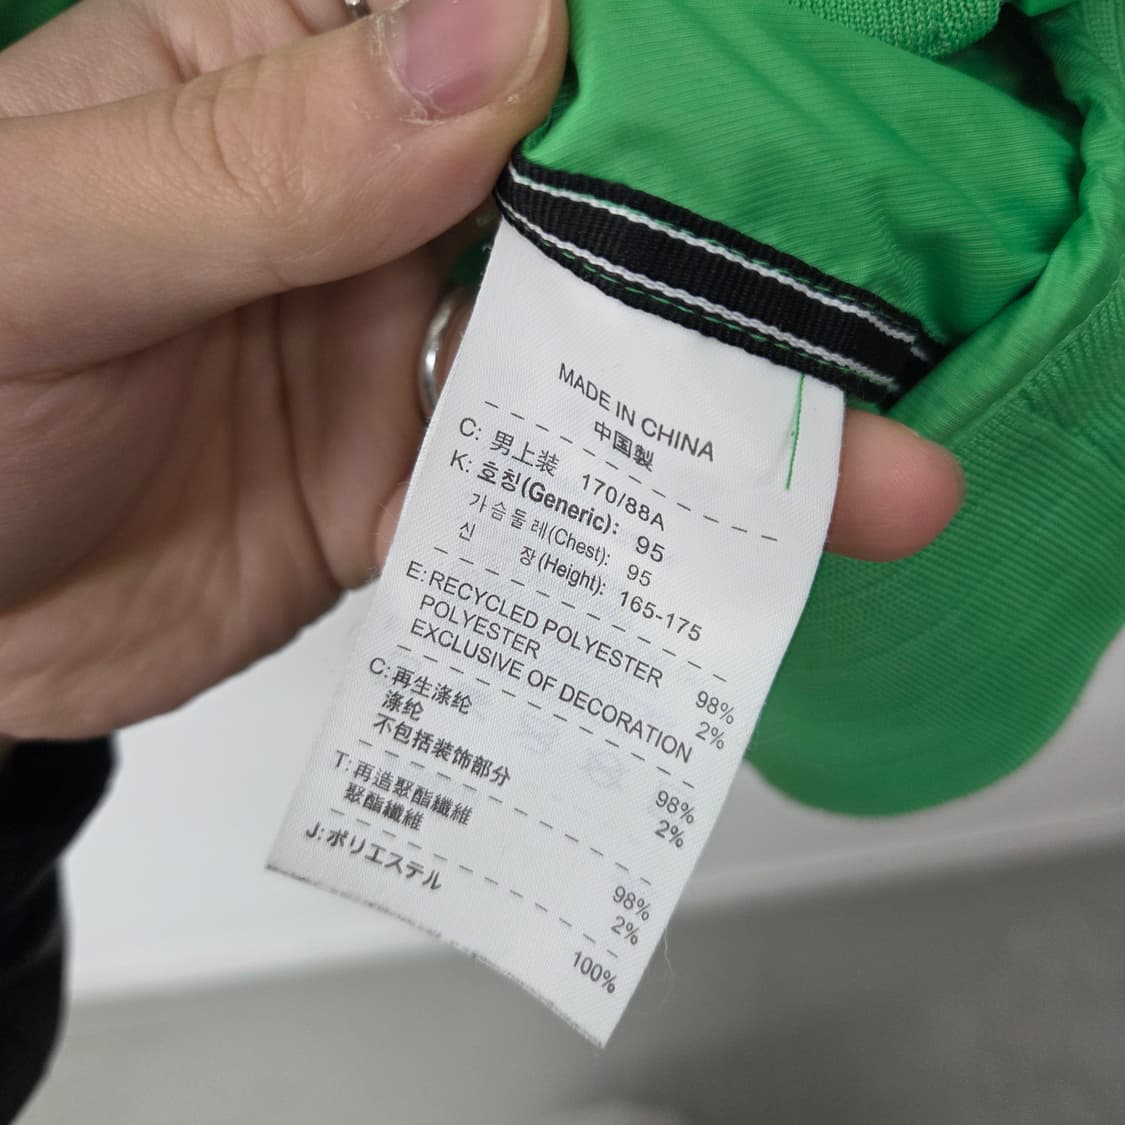 MADE IN CHINA
中国製
C: 男上装 170/88A
K: 호칭(Generic): 95
가슴둘레(Chest): 95
신 장(Height): 165-175
E: RECYCLED POLYESTER 98%
POLYESTER 2%
EXCLUSIVE OF DECORATION
C: 再生涤纶 98%
涤纶 2%
不包括装饰部分
T: 再造聚酯纖維 98%
聚酯纖維 2%
J: ポリエステル 100%